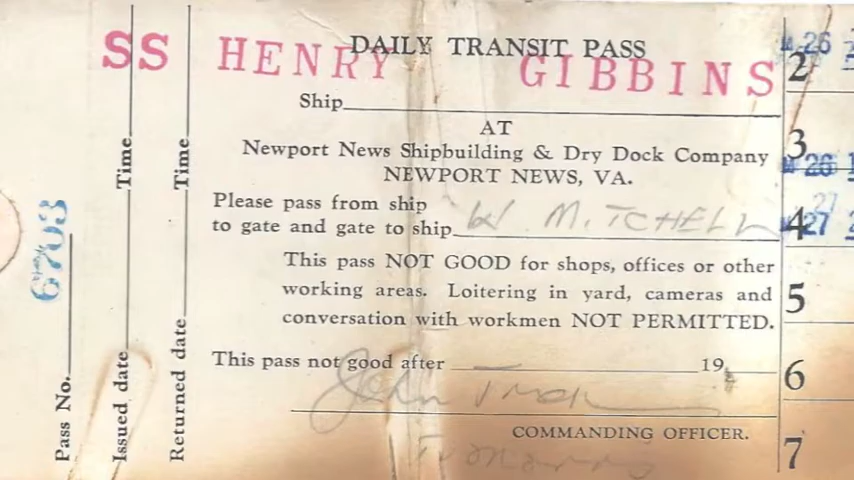 DAILY TRANSIT PASS
SS HENRY GIBBINS
Ship
AT
Newport News Shipbuilding & Dry Dock Company
NEWPORT NEWS, VA.
Please pass from ship
to gate and gate to ship W. MITCHELL
This pass NOT GOOD for shops, offices or other
working areas. Loitering in yard, cameras and
conversation with workmen NOT PERMITTED.
This pass not good after 19
John
COMMANDING OFFICER.
Pass No. 6703
Issued date Time
Returned date Time
26
2
3
26
27
4 27
5
6
7